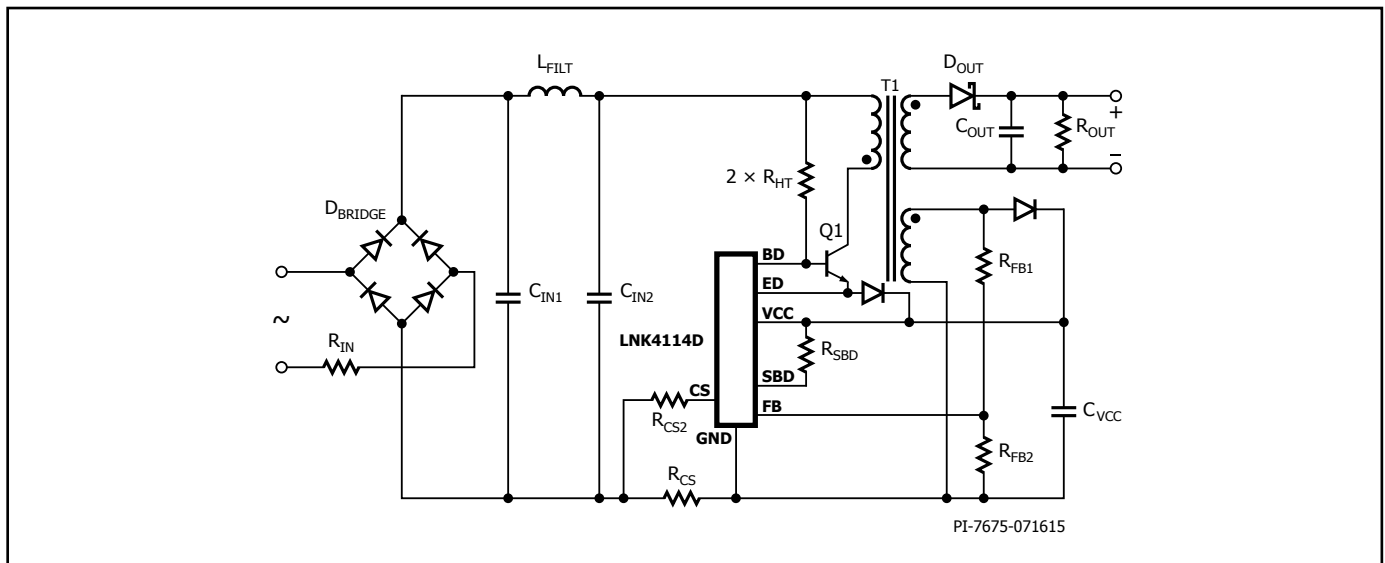 L_FILT
D_OUT
T1
C_OUT
R_OUT
+
−
2 × R_HT
D_BRIDGE
Q1
BD
R_FB1
ED
C_IN1
C_IN2
VCC
~
R_IN
LNK4114D
R_SBD
SBD
CS
FB
R_CS2
C_VCC
GND
R_FB2
R_CS
PI-7675-071615